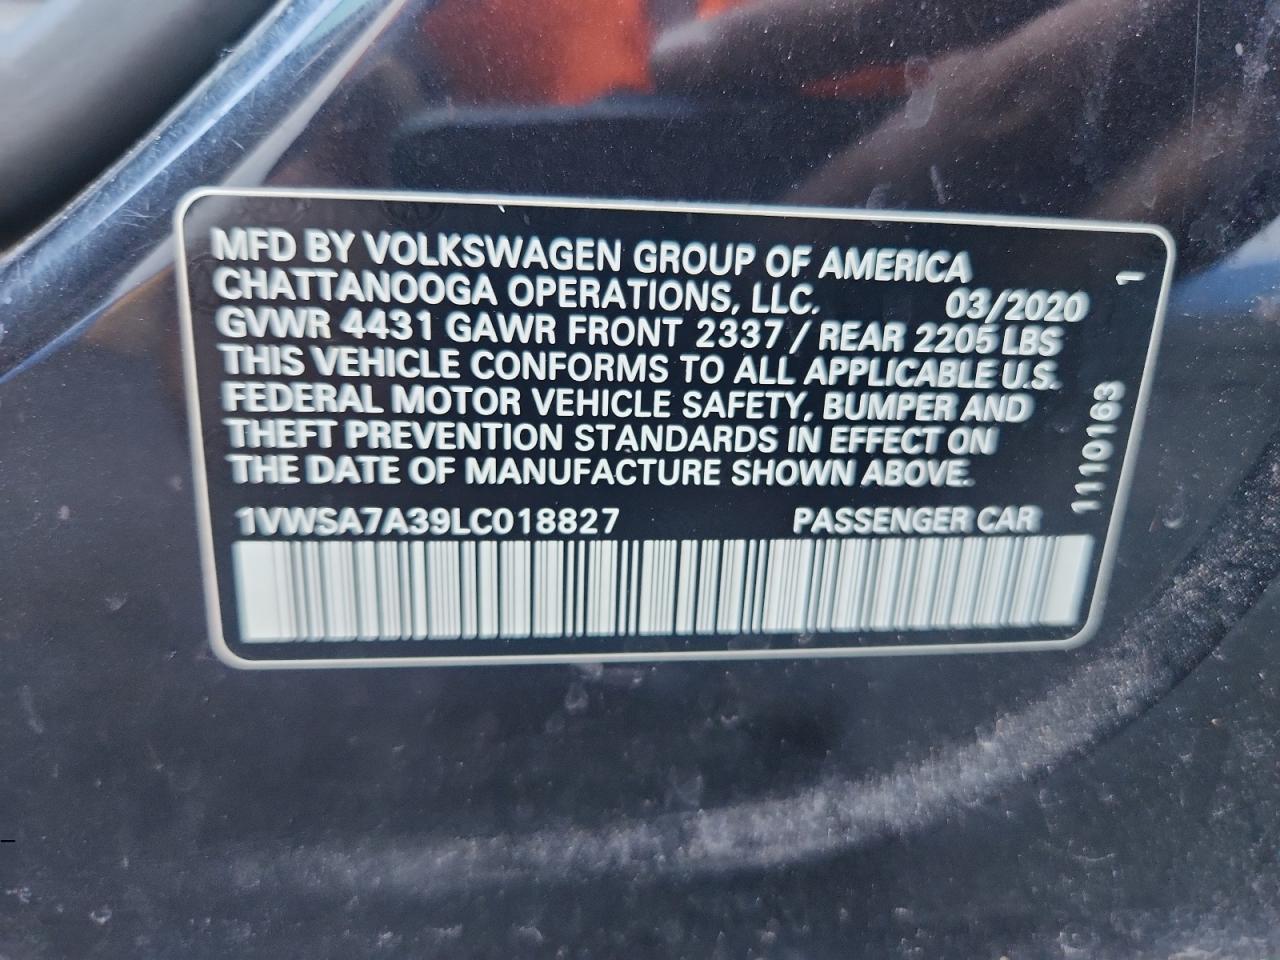 MFD BY VOLKSWAGEN GROUP OF AMERICA
CHATTANOOGA OPERATIONS, LLC. 03/2020
GVWR 4431 GAWR FRONT 2337 / REAR 2205 LBS
THIS VEHICLE CONFORMS TO ALL APPLICABLE U.S.
FEDERAL MOTOR VEHICLE SAFETY, BUMPER AND
THEFT PREVENTION STANDARDS IN EFFECT ON
THE DATE OF MANUFACTURE SHOWN ABOVE.
1VWSA7A39LC018827 PASSENGER CAR
1110163 1